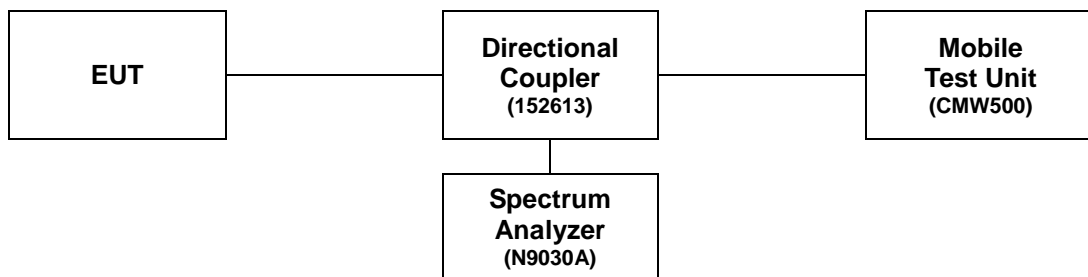 EUT
Directional
Coupler
(152613)
Mobile
Test Unit
(CMW500)
Spectrum
Analyzer
(N9030A)